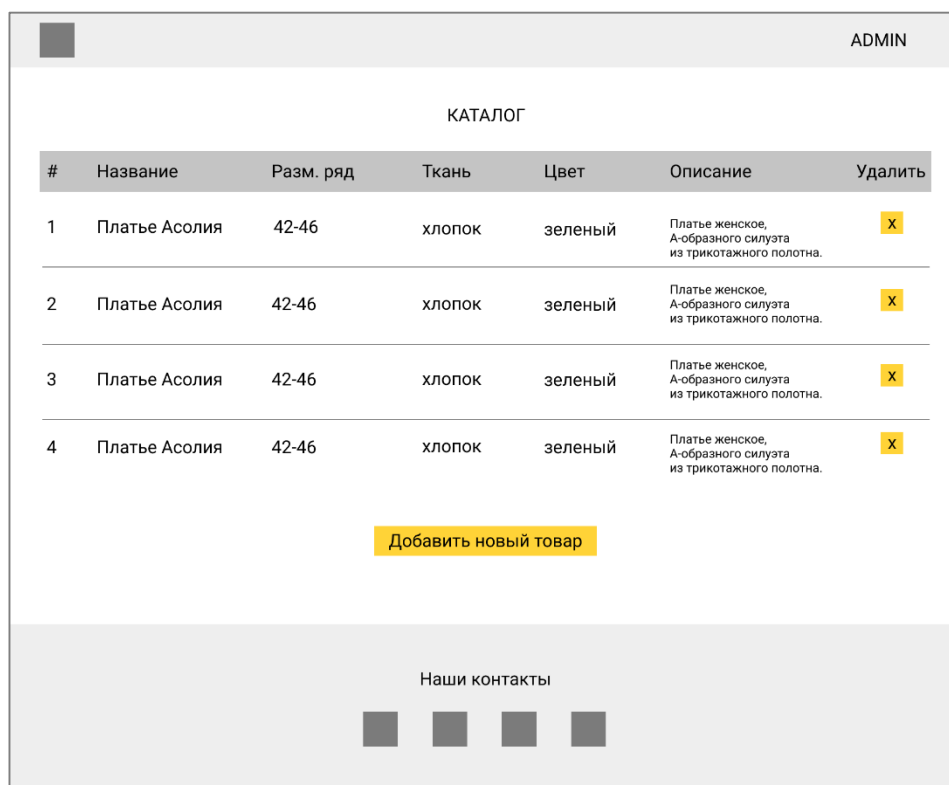 ADMIN
КАТАЛОГ
# Название Разм. ряд Ткань Цвет Описание Удалить
1 Платье Асолия 42-46 хлопок зеленый Платье женское,
А-образного силуэта
из трикотажного полотна. X
2 Платье Асолия 42-46 хлопок зеленый Платье женское,
А-образного силуэта
из трикотажного полотна. X
3 Платье Асолия 42-46 хлопок зеленый Платье женское,
А-образного силуэта
из трикотажного полотна. X
4 Платье Асолия 42-46 хлопок зеленый Платье женское,
А-образного силуэта
из трикотажного полотна. X
Добавить новый товар
Наши контакты